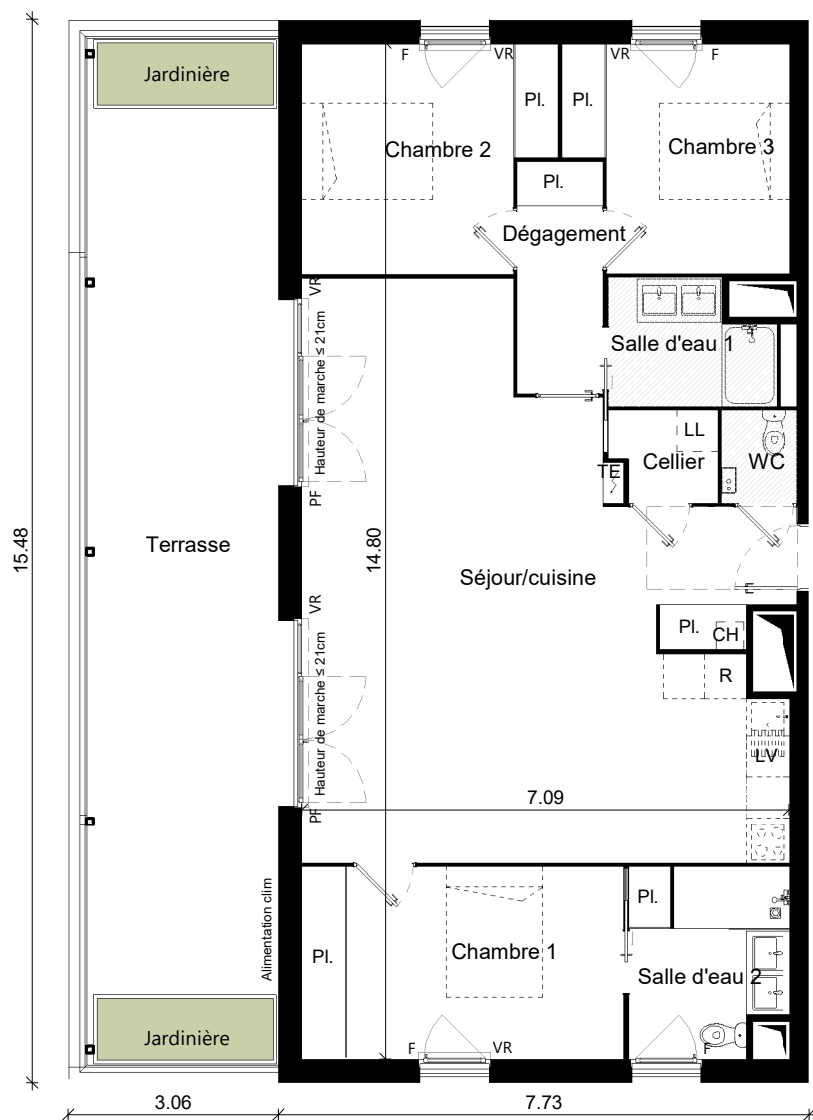 F
VR
VR
F
Jardinière
Pl.
Pl.
Chambre 2
Chambre 3
Pl.
Dégagement
VR
Hauteur de marche ≤ 21cm
PF
Salle d'eau 1
LL
TE
Cellier
WC
15.48
Terrasse
14.80
Séjour/cuisine
VR
Hauteur de marche ≤ 21cm
PF
Pl.
CH
R
LV
7.09
Alimentation clim
Pl.
Pl.
Chambre 1
Salle d'eau 2
Jardinière
F
VR
F
3.06
7.73